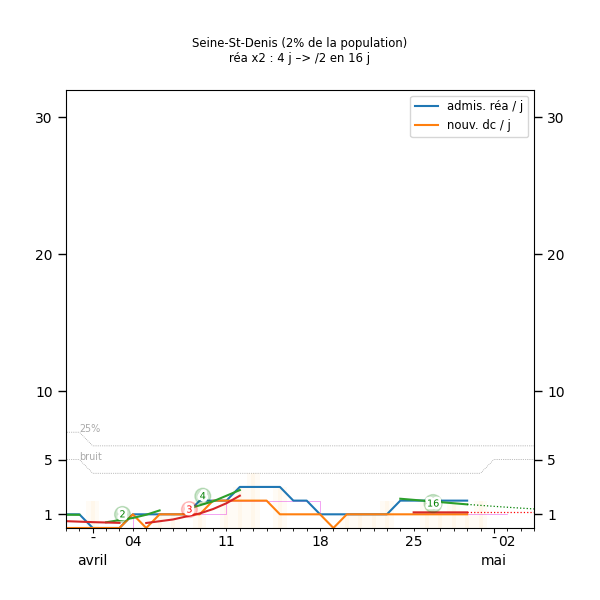 Seine-St-Denis (2% de la population)
réa x2 : 4 j –> /2 en 16 j
admis. réa / j
nouv. dc / j
30 30
20 20
10 10
25%
bruit
5 5
4
16
2
3
1 1
- 04 11 18 25 - 02
avril mai